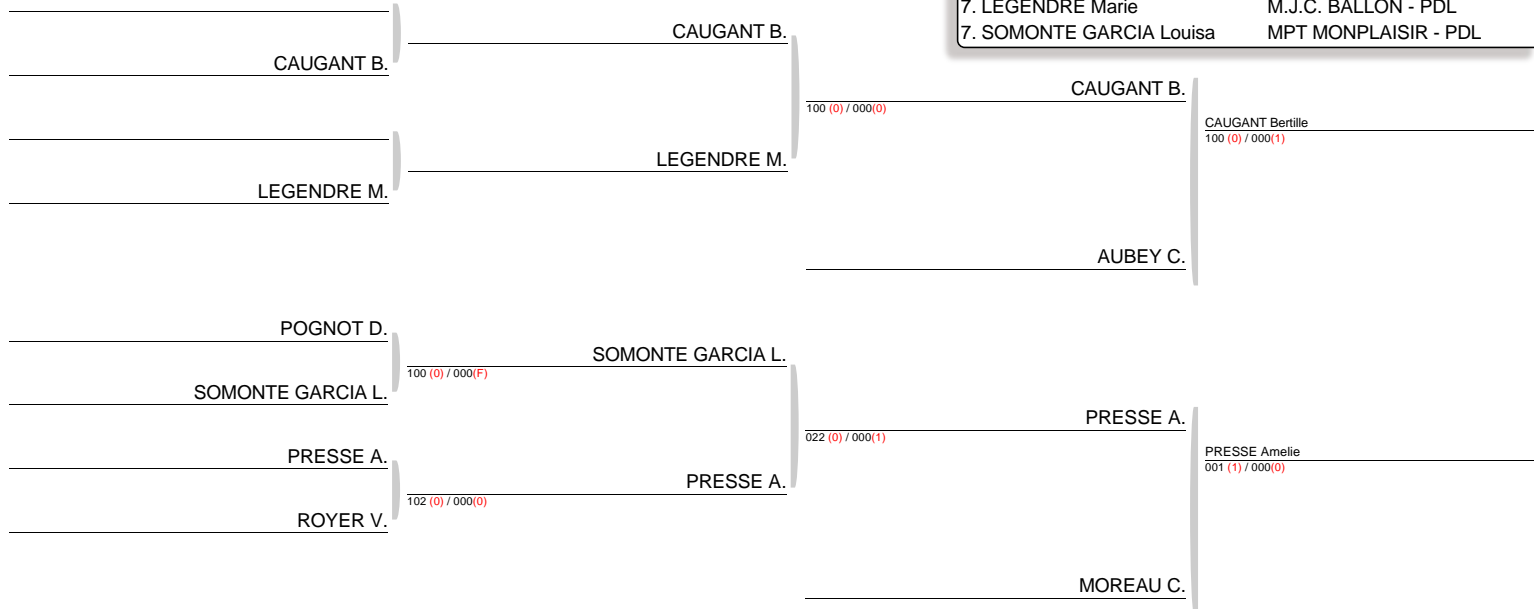 7. LEGENDRE Marie M.J.C. BALLON - PDL
7. SOMONTE GARCIA Louisa MPT MONPLAISIR - PDL
CAUGANT B.
CAUGANT B.
CAUGANT B.
100 (0) / 000(0)
CAUGANT Bertille
100 (0) / 000(1)
LEGENDRE M.
LEGENDRE M.
AUBEY C.
POGNOT D.
SOMONTE GARCIA L.
100 (0) / 000(F)
SOMONTE GARCIA L.
PRESSE A.
022 (0) / 000(1)
PRESSE A.
PRESSE Amelie
001 (1) / 000(0)
PRESSE A.
102 (0) / 000(0)
ROYER V.
MOREAU C.